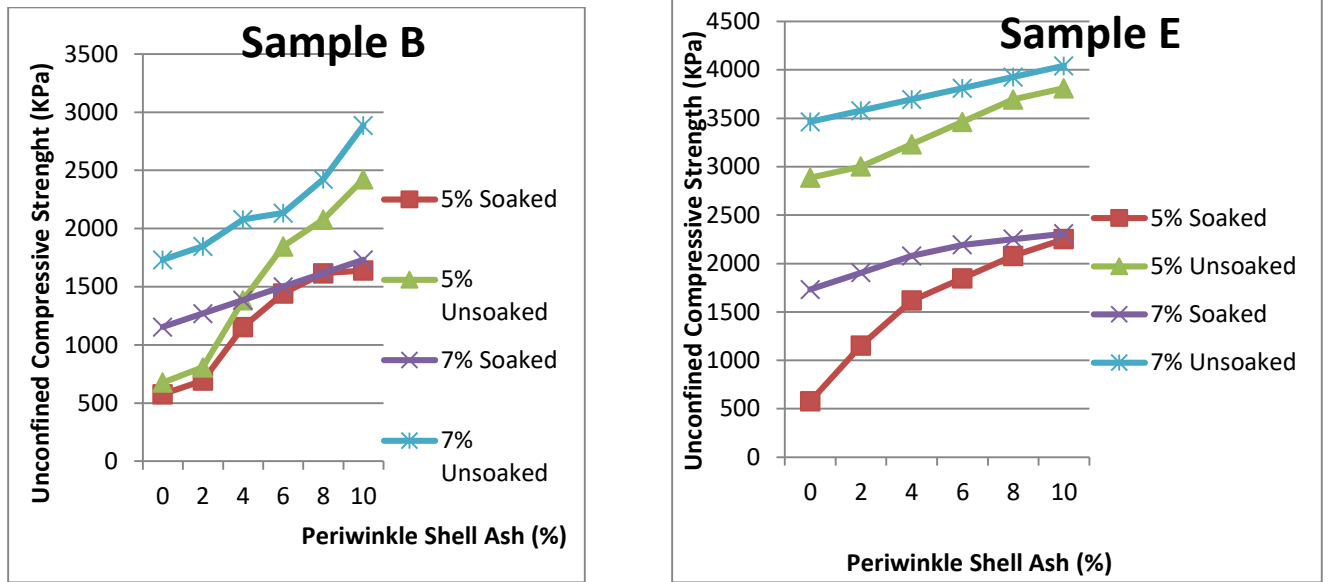 Sample B
Unconfined Compressive Strenght (KPa)
3500
3000
2500
2000
1500
1000
500
0
0 2 4 6 8 10
Periwinkle Shell Ash (%)
5% Soaked
5%
Unsoaked
7% Soaked
7%
Unsoaked
Sample E
Unconfined Compressive Strength (KPa)
4500
4000
3500
3000
2500
2000
1500
1000
500
0
0 2 4 6 8 10
Periwinkle Shell Ash (%)
5% Soaked
5% Unsoaked
7% Soaked
7% Unsoaked